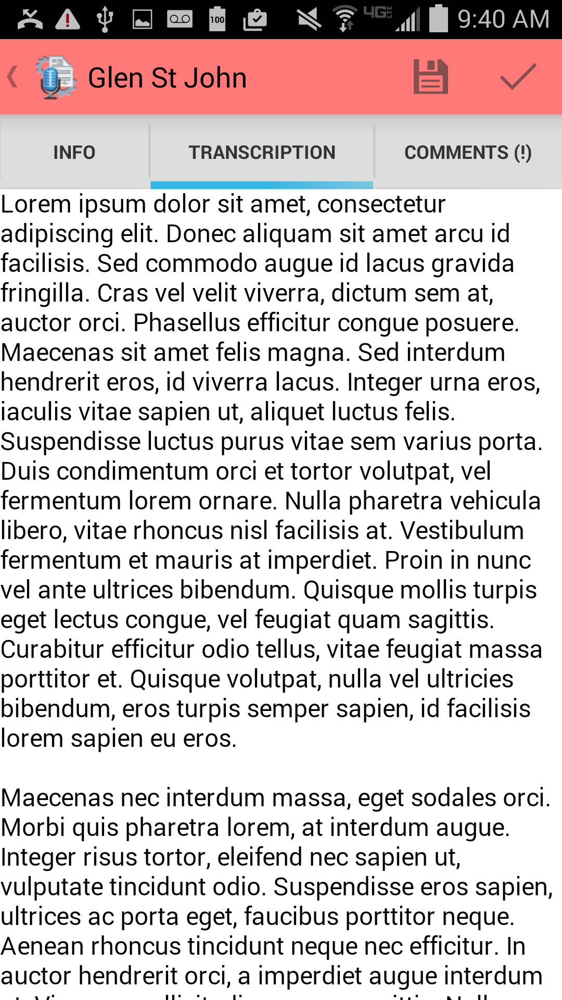 100
4G LTE
9:40 AM
Glen St John
INFO
TRANSCRIPTION
COMMENTS (!)
Lorem ipsum dolor sit amet, consectetur
adipiscing elit. Donec aliquam sit amet arcu id
facilisis. Sed commodo augue id lacus gravida
fringilla. Cras vel velit viverra, dictum sem at,
auctor orci. Phasellus efficitur congue posuere.
Maecenas sit amet felis magna. Sed interdum
hendrerit eros, id viverra lacus. Integer urna eros,
iaculis vitae sapien ut, aliquet luctus felis.
Suspendisse luctus purus vitae sem varius porta.
Duis condimentum orci et tortor volutpat, vel
fermentum lorem ornare. Nulla pharetra vehicula
libero, vitae rhoncus nisl facilisis at. Vestibulum
fermentum et mauris at imperdiet. Proin in nunc
vel ante ultrices bibendum. Quisque mollis turpis
eget lectus congue, vel feugiat quam sagittis.
Curabitur efficitur odio tellus, vitae feugiat massa
porttitor et. Quisque volutpat, nulla vel ultricies
bibendum, eros turpis semper sapien, id facilisis
lorem sapien eu eros.
Maecenas nec interdum massa, eget sodales orci.
Morbi quis pharetra lorem, at interdum augue.
Integer risus tortor, eleifend nec sapien ut,
vulputate tincidunt odio. Suspendisse eros sapien,
ultrices ac porta eget, faucibus porttitor neque.
Aenean rhoncus tincidunt neque nec efficitur. In
auctor hendrerit orci, a imperdiet augue interdum